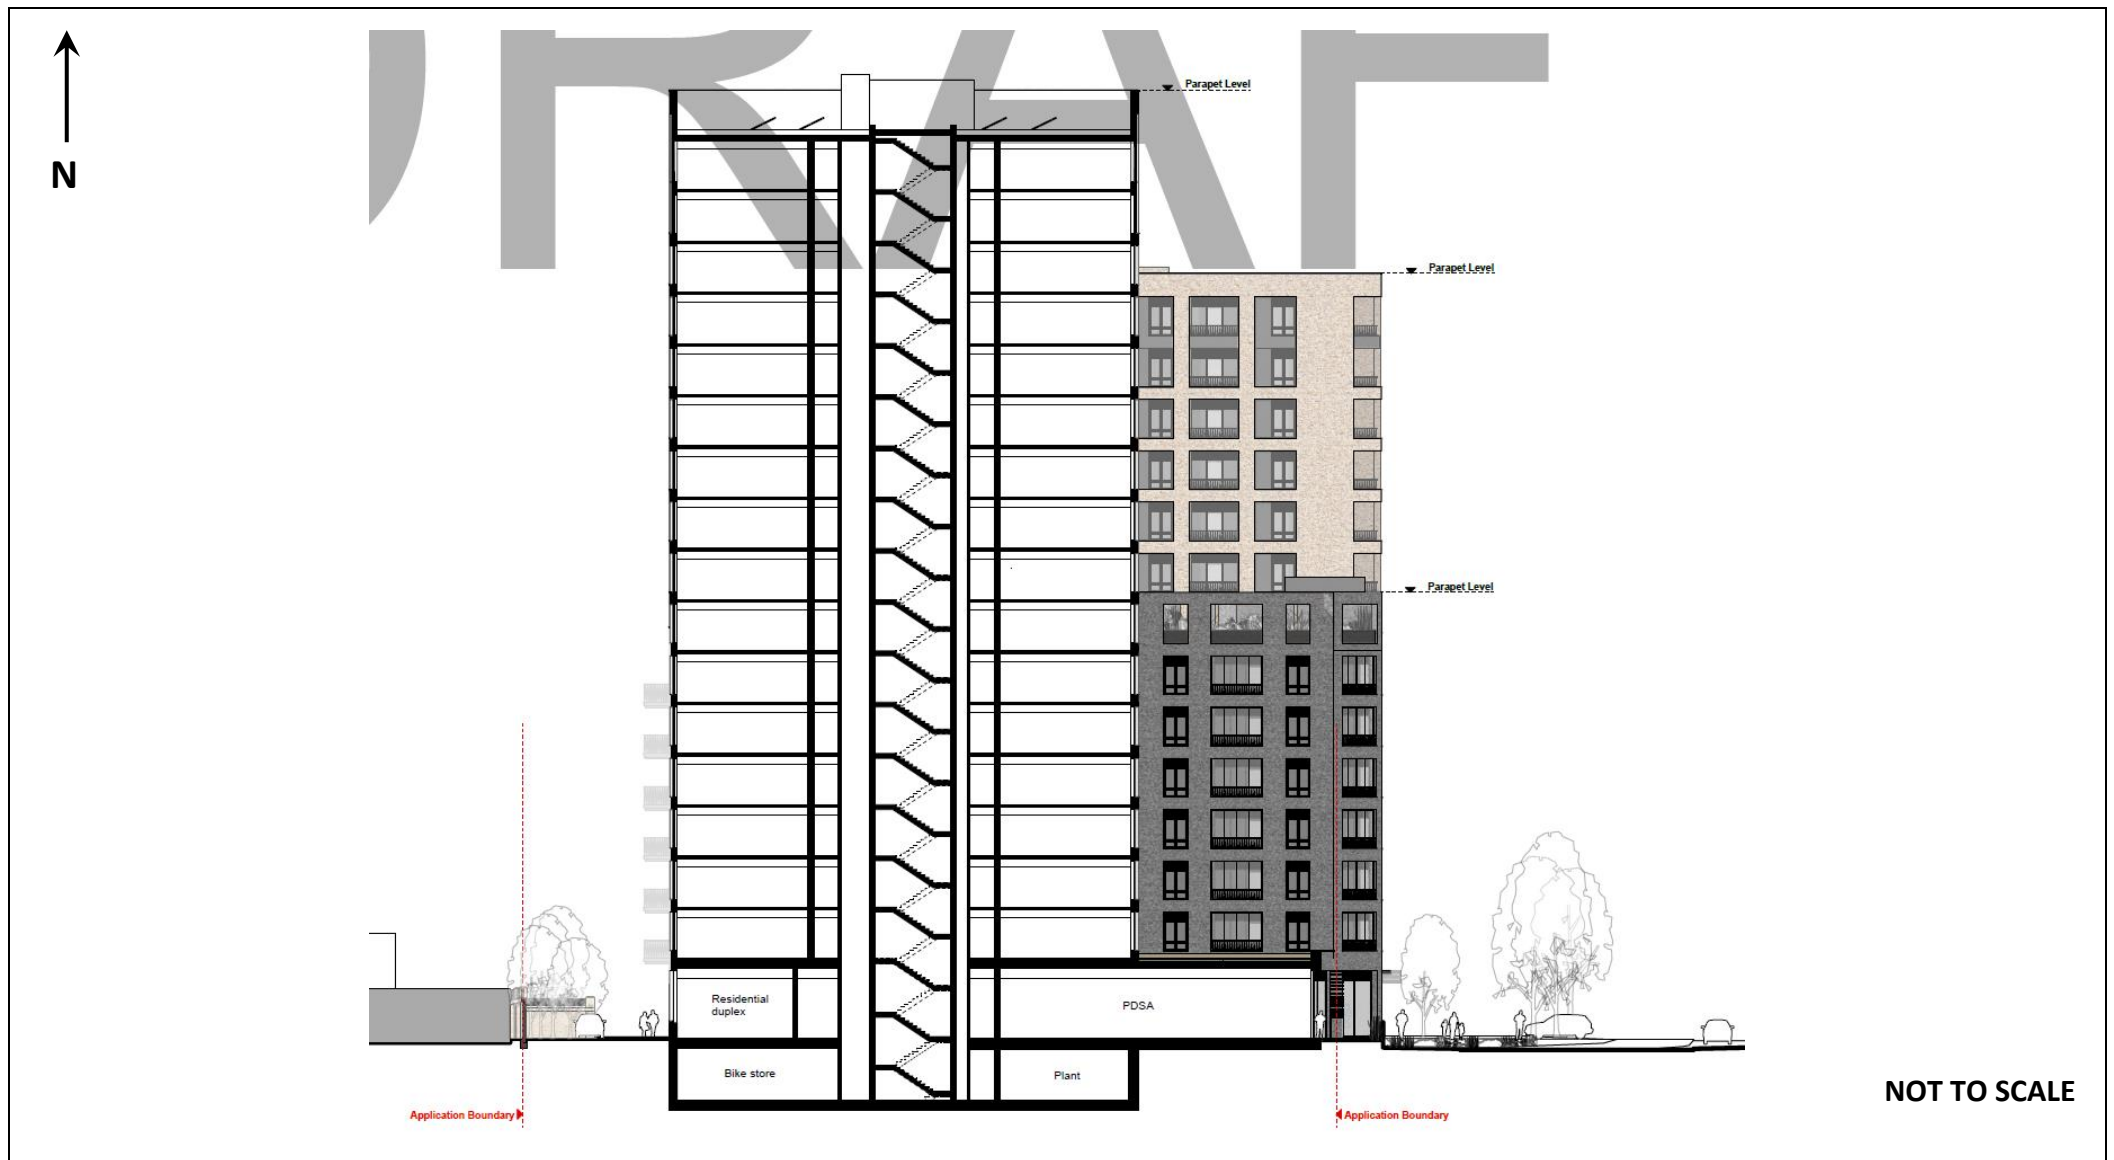 DRAF
Parapet Level
N
Parapet Level
Parapet Level
Residential
duplex
PDSA
Bike store
Plant
NOT TO SCALE
Application Boundary
Application Boundary